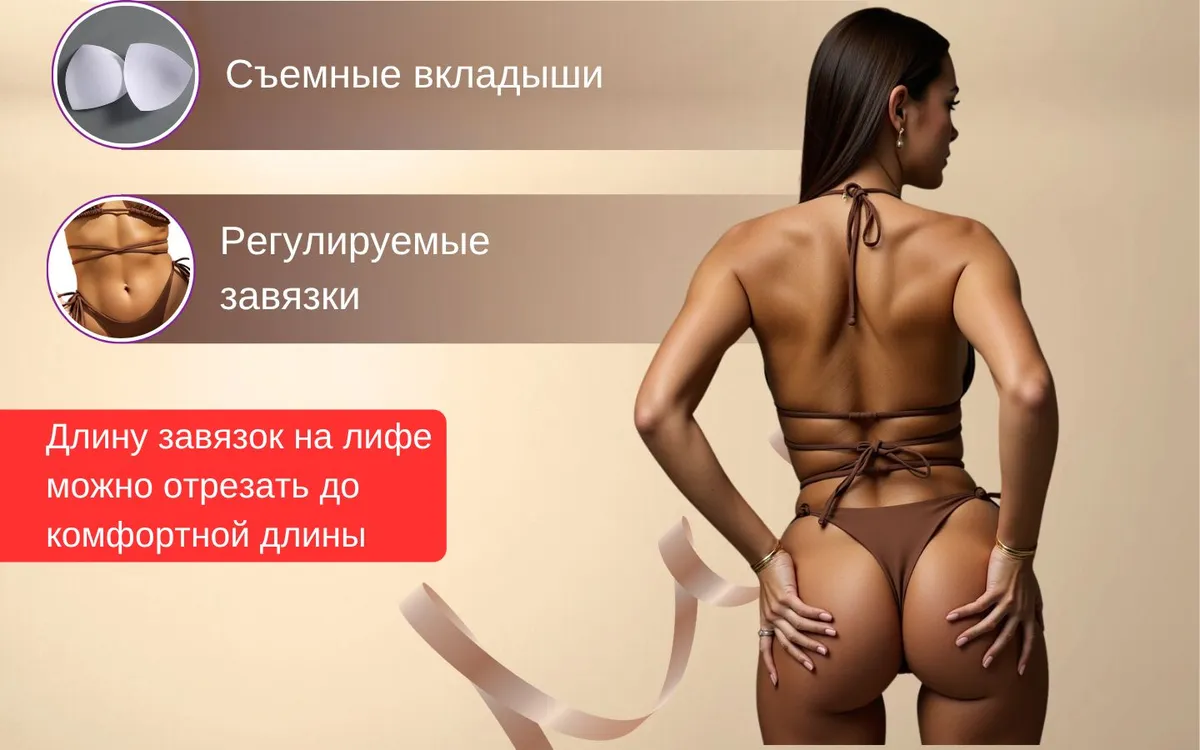 Съемные вкладыши
Регулируемые
завязки
Длину завязок на лифе
можно отрезать до
комфортной длины